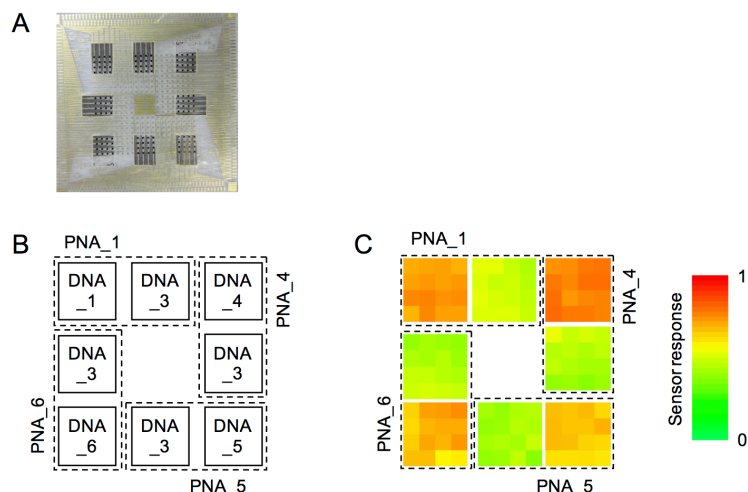 A
B
PNA_1
DNA
_1
DNA
_3
DNA
_4
PNA_4
DNA
_3
DNA
_3
PNA_6
DNA
_6
DNA
_3
DNA
_5
PNA_5
C
PNA_1
PNA_4
PNA_6
PNA_5
Sensor response
1
0